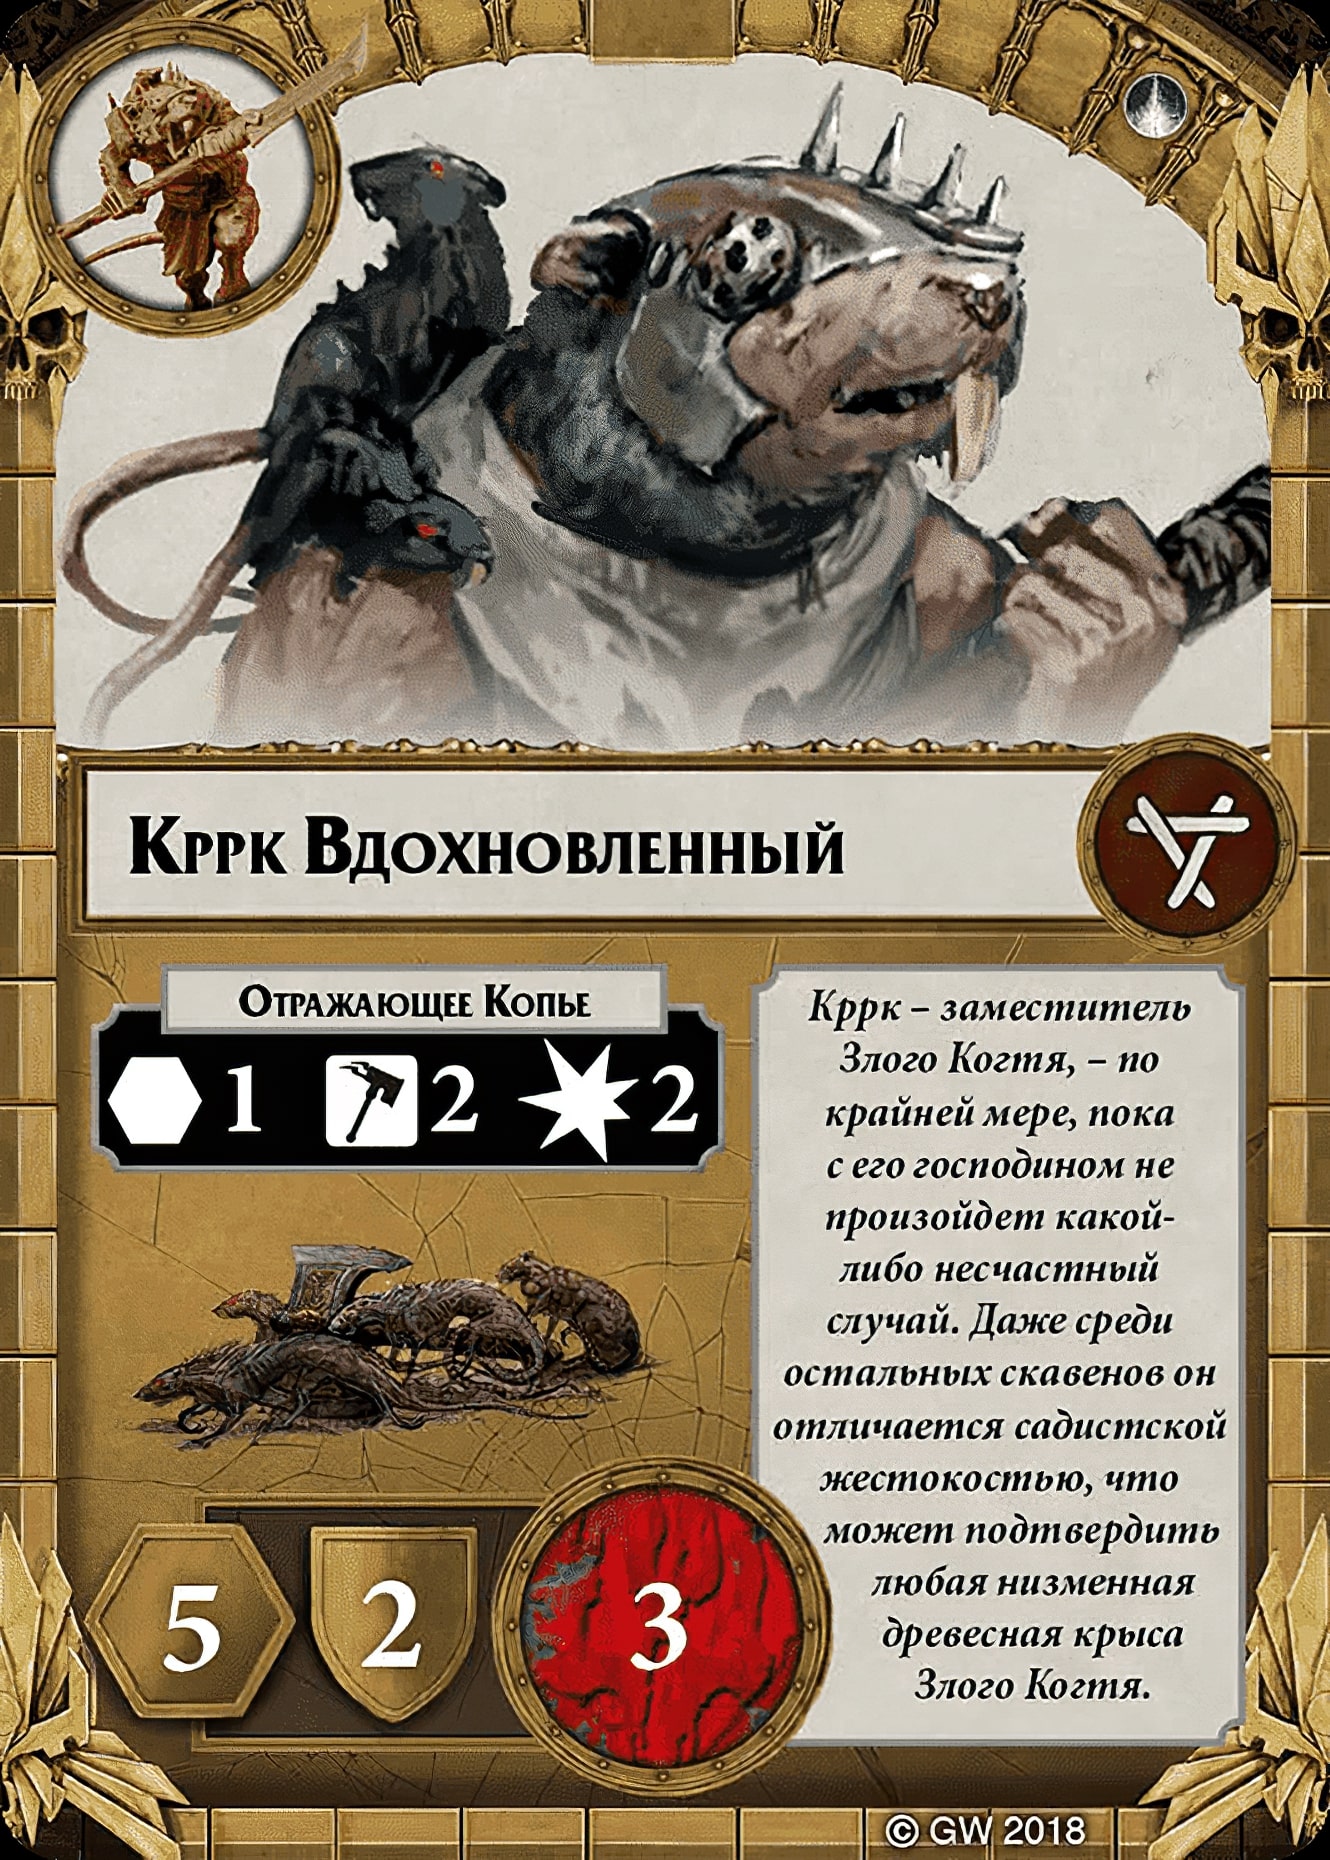 Кррк Вдохновленный
Отражающее Копье
1 2 2
Кррк – заместитель
Злого Когтя, – по
крайней мере, пока
с его господином не
произойдет какой-
либо несчастный
случай. Даже среди
остальных скавенов он
отличается садистской
жестокостью, что
может подтвердить
любая низменная
древесная крыса
Злого Когтя.
5 2 3
© GW 2018